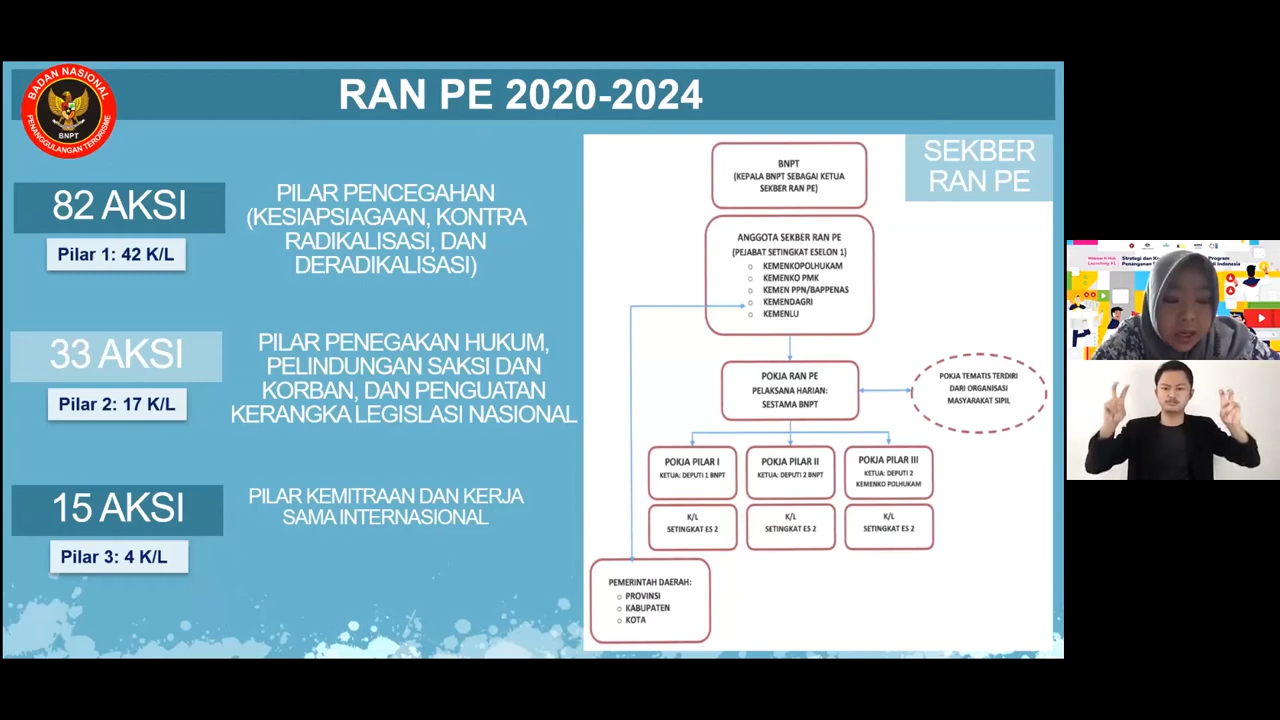 BADAN NASIONAL
PENANGGULANGAN TERORISME
BNPT
RAN PE 2020-2024
82 AKSI
Pilar 1: 42 K/L
PILAR PENCEGAHAN
(KESIAPSIAGAAN, KONTRA
RADIKALISASI, DAN
DERADIKALISASI)
33 AKSI
Pilar 2: 17 K/L
PILAR PENEGAKAN HUKUM,
PELINDUNGAN SAKSI DAN
KORBAN, DAN PENGUATAN
KERANGKA LEGISLASI NASIONAL
15 AKSI
Pilar 3: 4 K/L
PILAR KEMITRAAN DAN KERJA
SAMA INTERNASIONAL
SEKBER
RAN PE
BNPT
(KEPALA BNPT SEBAGAI KETUA
SEKBER RAN PE)
ANGGOTA SEKBER RAN PE
(PEJABAT SETINGKAT ESELON 1)
KEMENKOPOLHUKAM
KEMENKO PMK
KEMEN PPN/BAPPENAS
KEMENDAGRI
KEMENLU
POKJA RAN PE
PELAKSANA HARIAN:
SESTAMA BNPT
POKJA TEMATIS TERDIRI
DARI ORGANISASI
MASYARAKAT SIPIL
POKJA PILAR I
KETUA: DEPUTI 1 BNPT
K/L
SETINGKAT ES 2
POKJA PILAR II
KETUA: DEPUTI 2 BNPT
K/L
SETINGKAT ES 2
POKJA PILAR III
KETUA: DEPUTI 2
KEMENKO POLHUKAM
K/L
SETINGKAT ES 2
PEMERINTAH DAERAH:
PROVINSI
KABUPATEN
KOTA
Strategi dan
Program
Penanganan
di Indonesia